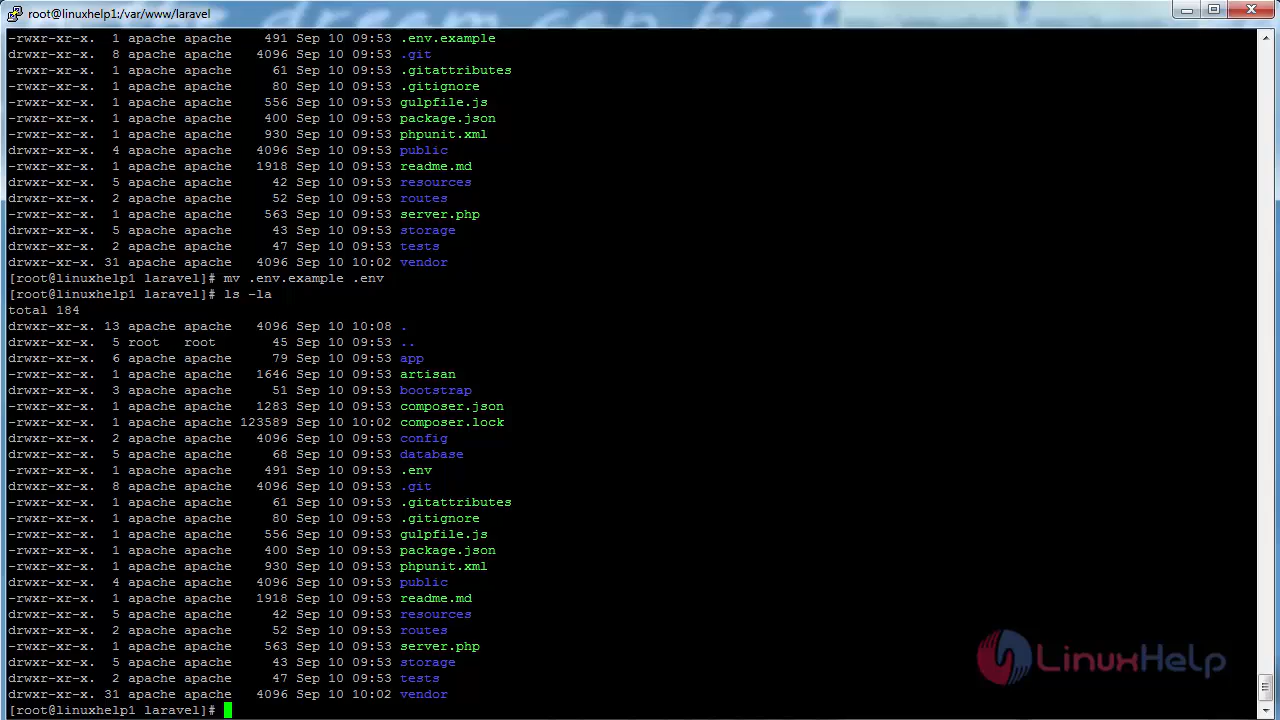 root@linuxhelp1:/var/www/laravel
-rwxr-xr-x. 1 apache apache 491 Sep 10 09:53 .env.example
drwxr-xr-x. 8 apache apache 4096 Sep 10 09:53 .git
-rwxr-xr-x. 1 apache apache 61 Sep 10 09:53 .gitattributes
-rwxr-xr-x. 1 apache apache 80 Sep 10 09:53 .gitignore
-rwxr-xr-x. 1 apache apache 556 Sep 10 09:53 gulpfile.js
-rwxr-xr-x. 1 apache apache 400 Sep 10 09:53 package.json
-rwxr-xr-x. 1 apache apache 930 Sep 10 09:53 phpunit.xml
drwxr-xr-x. 4 apache apache 4096 Sep 10 09:53 public
-rwxr-xr-x. 1 apache apache 1918 Sep 10 09:53 readme.md
drwxr-xr-x. 5 apache apache 42 Sep 10 09:53 resources
drwxr-xr-x. 2 apache apache 52 Sep 10 09:53 routes
-rwxr-xr-x. 1 apache apache 563 Sep 10 09:53 server.php
drwxr-xr-x. 5 apache apache 43 Sep 10 09:53 storage
drwxr-xr-x. 2 apache apache 47 Sep 10 09:53 tests
drwxr-xr-x. 31 apache apache 4096 Sep 10 10:02 vendor
[root@linuxhelp1 laravel]# mv .env.example .env
[root@linuxhelp1 laravel]# ls -la
total 184
drwxr-xr-x. 13 apache apache 4096 Sep 10 10:08 .
drwxr-xr-x. 5 root root 45 Sep 10 09:53 ..
drwxr-xr-x. 6 apache apache 79 Sep 10 09:53 app
-rwxr-xr-x. 1 apache apache 1646 Sep 10 09:53 artisan
drwxr-xr-x. 3 apache apache 51 Sep 10 09:53 bootstrap
-rwxr-xr-x. 1 apache apache 1283 Sep 10 09:53 composer.json
-rwxr-xr-x. 1 apache apache 123589 Sep 10 10:02 composer.lock
drwxr-xr-x. 2 apache apache 4096 Sep 10 09:53 config
drwxr-xr-x. 5 apache apache 68 Sep 10 09:53 database
-rwxr-xr-x. 1 apache apache 491 Sep 10 09:53 .env
drwxr-xr-x. 8 apache apache 4096 Sep 10 09:53 .git
-rwxr-xr-x. 1 apache apache 61 Sep 10 09:53 .gitattributes
-rwxr-xr-x. 1 apache apache 80 Sep 10 09:53 .gitignore
-rwxr-xr-x. 1 apache apache 556 Sep 10 09:53 gulpfile.js
-rwxr-xr-x. 1 apache apache 400 Sep 10 09:53 package.json
-rwxr-xr-x. 1 apache apache 930 Sep 10 09:53 phpunit.xml
drwxr-xr-x. 4 apache apache 4096 Sep 10 09:53 public
-rwxr-xr-x. 1 apache apache 1918 Sep 10 09:53 readme.md
drwxr-xr-x. 5 apache apache 42 Sep 10 09:53 resources
drwxr-xr-x. 2 apache apache 52 Sep 10 09:53 routes
-rwxr-xr-x. 1 apache apache 563 Sep 10 09:53 server.php
drwxr-xr-x. 5 apache apache 43 Sep 10 09:53 storage
drwxr-xr-x. 2 apache apache 47 Sep 10 09:53 tests
drwxr-xr-x. 31 apache apache 4096 Sep 10 10:02 vendor
[root@linuxhelp1 laravel]#
LinuxHelp